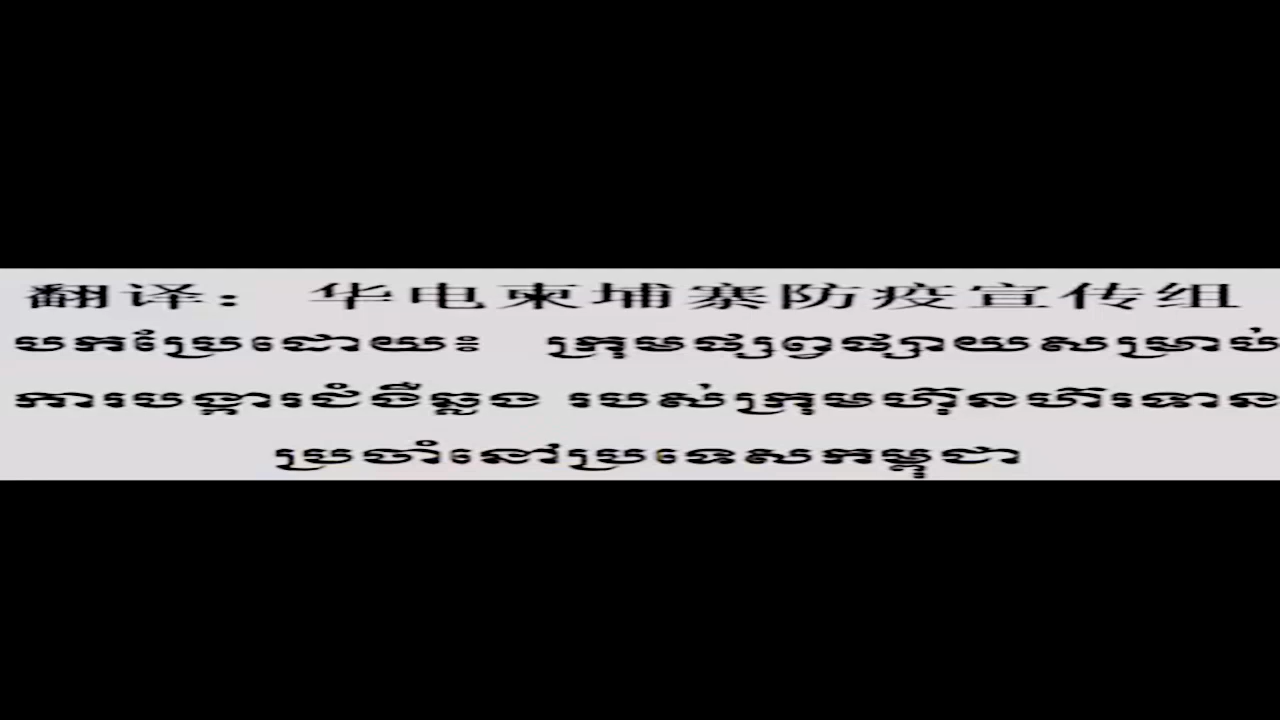 翻译： 华电柬埔寨防疫宣传组
បកប្រែដោយ៖ ក្រុមផ្សព្វផ្សាយសម្រាប់
ការបង្ការជំងឺឆ្លង របស់ក្រុមហ៊ុនហ៊ីរទាន
ប្រចាំនៅប្រទេសកម្ពុជា